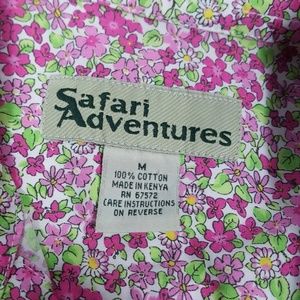 Safari
Adventures
M
100% COTTON
MADE IN KENYA
RN 67572
CARE INSTRUCTIONS
ON REVERSE